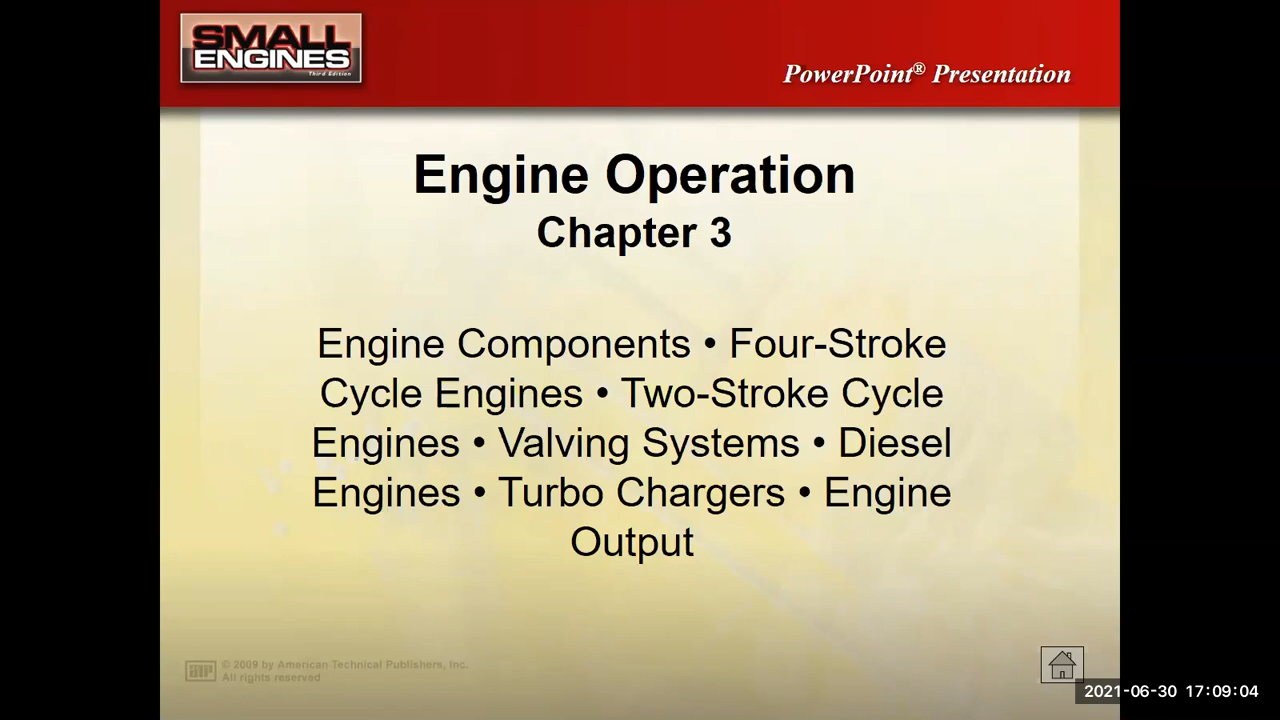 SMALL
ENGINES
Third Edition
PowerPoint® Presentation
Engine Operation
Chapter 3
Engine Components • Four-Stroke
Cycle Engines • Two-Stroke Cycle
Engines • Valving Systems • Diesel
Engines • Turbo Chargers • Engine
Output
© 2009 by American Technical Publishers, Inc.
All rights reserved
2021-06-30 17:09:04